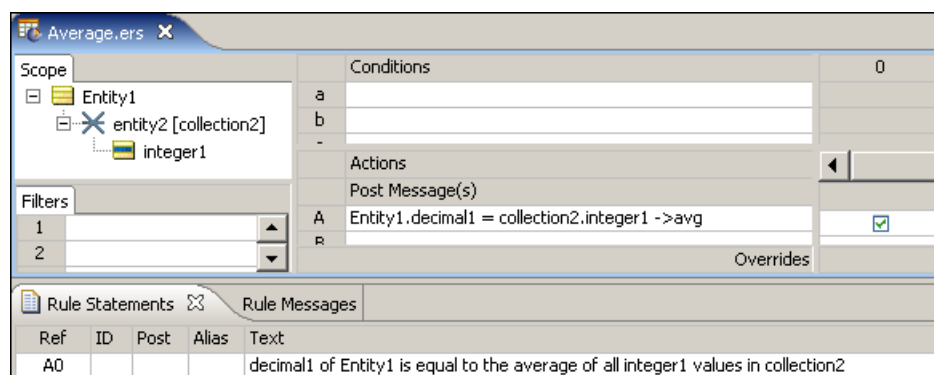 Average.ers
Scope
Entity1
entity2 [collection2]
integer1
Filters
1
2
Conditions 0
a
b
Actions
Post Message(s)
A Entity1.decimal1 = collection2.integer1 ->avg
B
Overrides
Rule Statements Rule Messages
Ref ID Post Alias Text
A0 decimal1 of Entity1 is equal to the average of all integer1 values in collection2